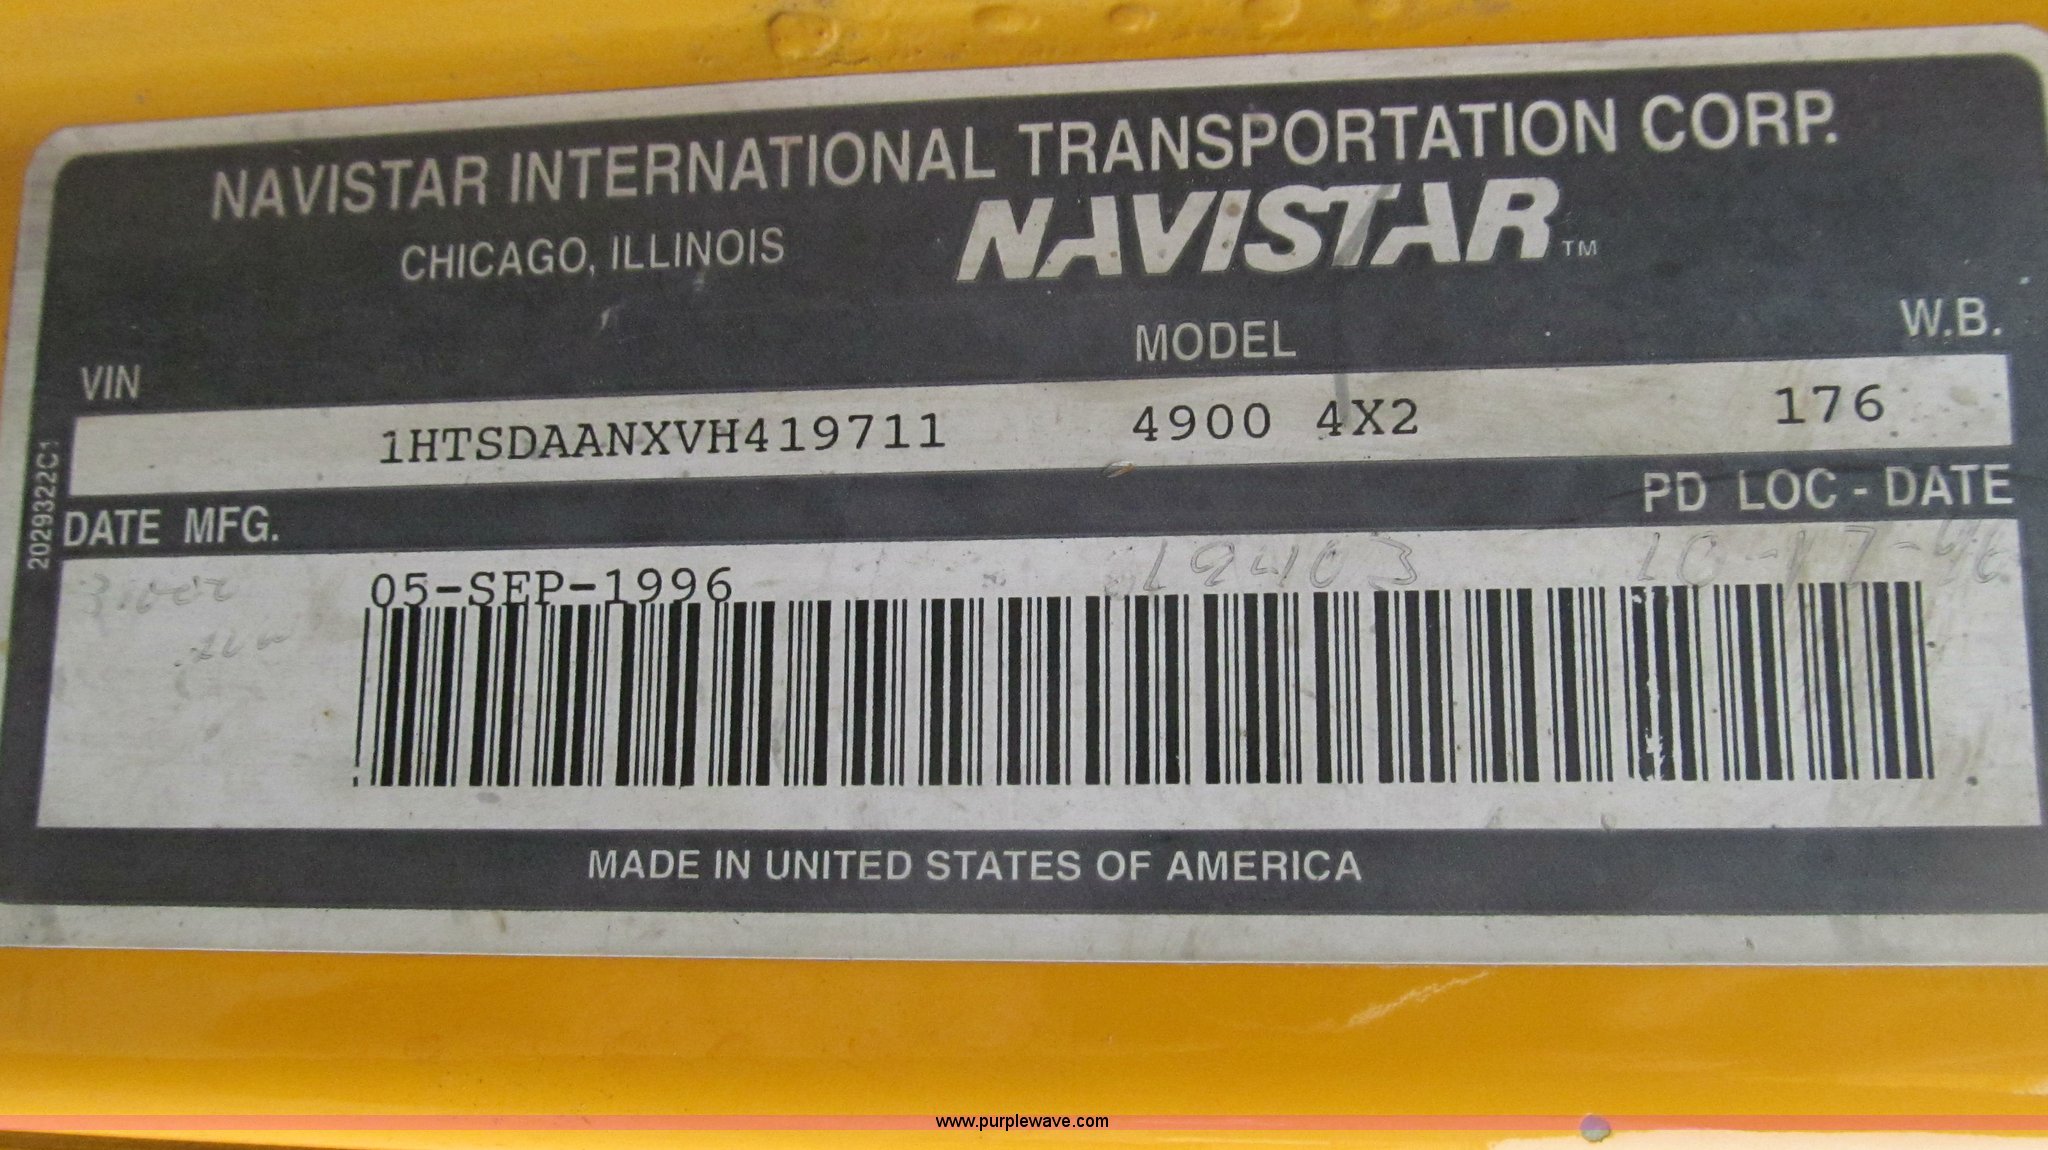 NAVISTAR INTERNATIONAL TRANSPORTATION CORP.
CHICAGO, ILLINOIS NAVISTAR™
VIN MODEL W.B.
1HTSDAANXVH419711 4900 4X2 176
DATE MFG. PD LOC - DATE
05-SEP-1996
2029322C1
MADE IN UNITED STATES OF AMERICA
www.purplewave.com